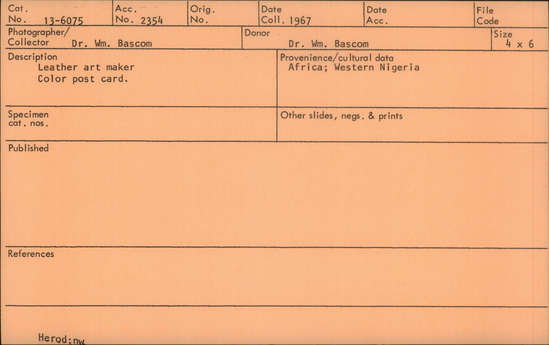 Cat. No. 13-6075 Acc. No. 2354 Orig. No. Date Coll. 1967 Date Acc. File Code
Photographer/ Collector Dr. Wm. Bascom Donor Dr. Wm. Bascom Size 4 x 6
Description
Leather art maker
Color post card.
Provenience/cultural data
Africa; Western Nigeria
Specimen cat. nos.
Other slides, negs. & prints
Published
References
Herod:nw